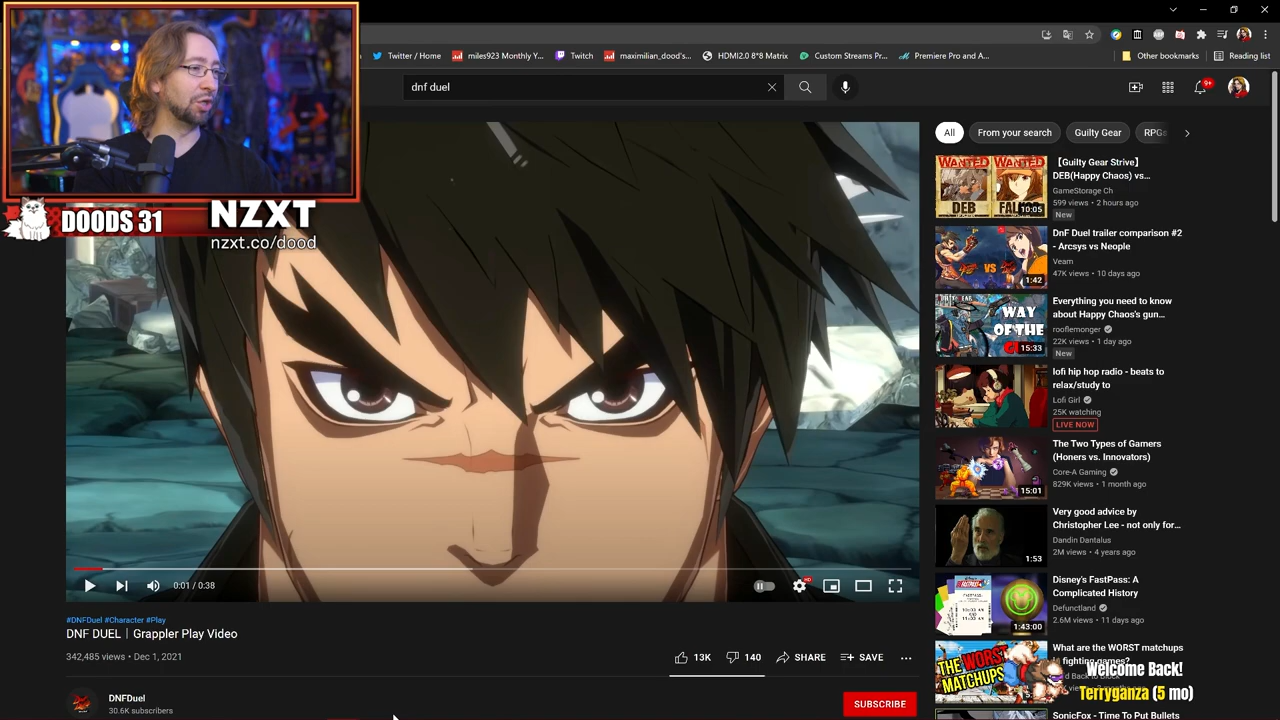 Twitter / Home
miles923 Monthly Y...
Twitch
maximilian_dood's...
HDMI2.0 8*8 Matrix
Custom Streams Pr...
Premiere Pro and A...
Other bookmarks
Reading list
dnf duel
9+
DOODS 31
NZXT
nzxt.co/dood
All
From your search
Guilty Gear
RPGs
WANTED
WANTED
DEB
10:05
【Guilty Gear Strive】
DEB(Happy Chaos) vs...
GameStorage Ch
599 views • 2 hours ago
New
VS
1:42
DnF Duel trailer comparison #2
- Arcsys vs Neople
Veam
47K views • 10 days ago
WAY
OF THE
15:33
Everything you need to know
about Happy Chaos's gun...
rooflemonger
22K views • 1 day ago
New
lofi hip hop radio - beats to
relax/study to
Lofi Girl
25K watching
LIVE NOW
15:01
The Two Types of Gamers
(Honers vs. Innovators)
Core-A Gaming
829K views • 1 month ago
1:53
Very good advice by
Christopher Lee - not only for...
Dandin Dantalus
2M views • 4 years ago
1:43:00
Disney's FastPass: A
Complicated History
Defunctland
2.6M views • 11 days ago
THE WORST
MATCHUPS
What are the WORST matchups
fighting games?
Welcome Back!
Terryganza (5 mo)
SonicFox - Time To Put Bullets
0:01 / 0:38
HD
#DNFDuel #Character #Play
DNF DUEL｜Grappler Play Video
342,485 views • Dec 1, 2021
13K
140
SHARE
SAVE
DNFDuel
30.6K subscribers
SUBSCRIBE